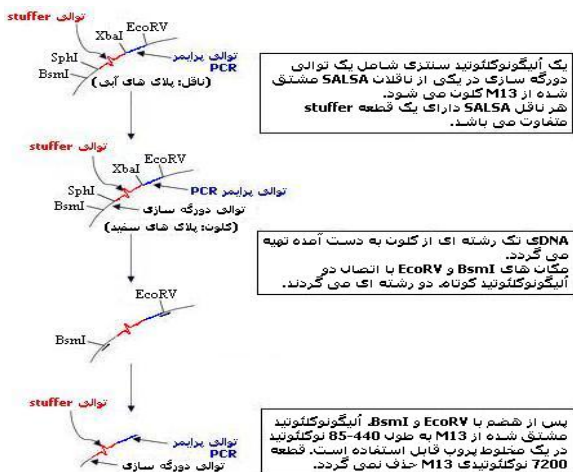 توالی stuffer
EcoRV
XbaI
توالی پرایمر
PCR
SphI
BsmI
(ناقل: پلاک های آبی)
یک اُلیگونوکلئوتید سنتزی شامل یک توالی
دورگه سازی در یکی از ناقلات SALSA مشتق
شده از M13 کلون می شود.
هر ناقل SALSA دارای یک قطعه stuffer
متفاوت می باشد.
توالی stuffer
EcoRV
XbaI
توالی پرایمر PCR
SphI
BsmI
توالی دورگه سازی
(کلون: پلاک های سفید)
DNAی تک رشته ای از کلون به دست آمده تهیه
می گردد.
مکان های BsmI و EcoRV با اتصال دو
اُلیگونوکلئوتید کوتاه، دو رشته ای می گردند.
EcoRV
BsmI
توالی stuffer
توالی پرایمر
PCR
توالی دورگه سازی
پس از هضم با EcoRV و BsmI، اُلیگونوکلئوتید
مشتق شده از M13 به طول 440-85 نوکلئوتید
در یک مخلوط پروب قابل استفاده است. قطعه
7200 نوکلئوتیدی M13 حذف نمی گردد.